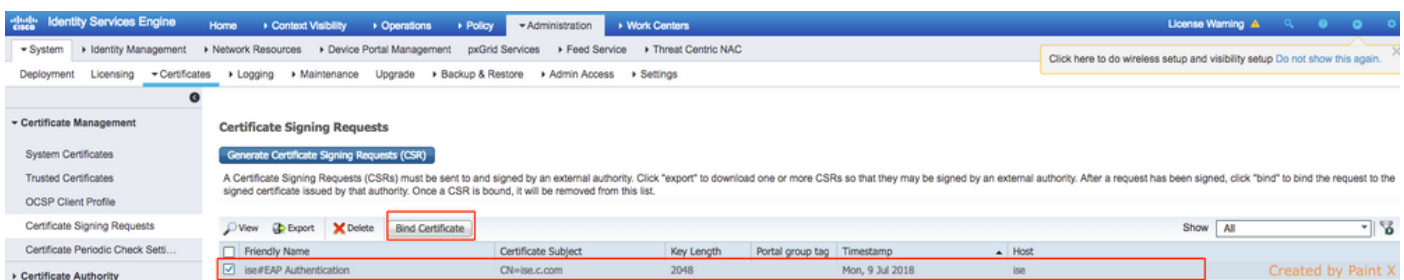 cisco Identity Services Engine Home Context Visibility Operations Policy Administration Work Centers License Warning
System Identity Management Network Resources Device Portal Management pxGrid Services Feed Service Threat Centric NAC
Click here to do wireless setup and visibility setup Do not show this again.
Deployment Licensing Certificates Logging Maintenance Upgrade Backup & Restore Admin Access Settings
Certificate Management
System Certificates
Trusted Certificates
OCSP Client Profile
Certificate Signing Requests
Certificate Periodic Check Setti...
Certificate Authority
Certificate Signing Requests
Generate Certificate Signing Requests (CSR)
A Certificate Signing Requests (CSRs) must be sent to and signed by an external authority. Click "export" to download one or more CSRs so that they may be signed by an external authority. After a request has been signed, click "bind" to bind the request to the
signed certificate issued by that authority. Once a CSR is bound, it will be removed from this list.
View Export Delete Bind Certificate Show All
Friendly Name Certificate Subject Key Length Portal group tag Timestamp Host
ise#EAP Authentication CN=ise.c.com 2048 Mon, 9 Jul 2018 ise
Created by Paint X